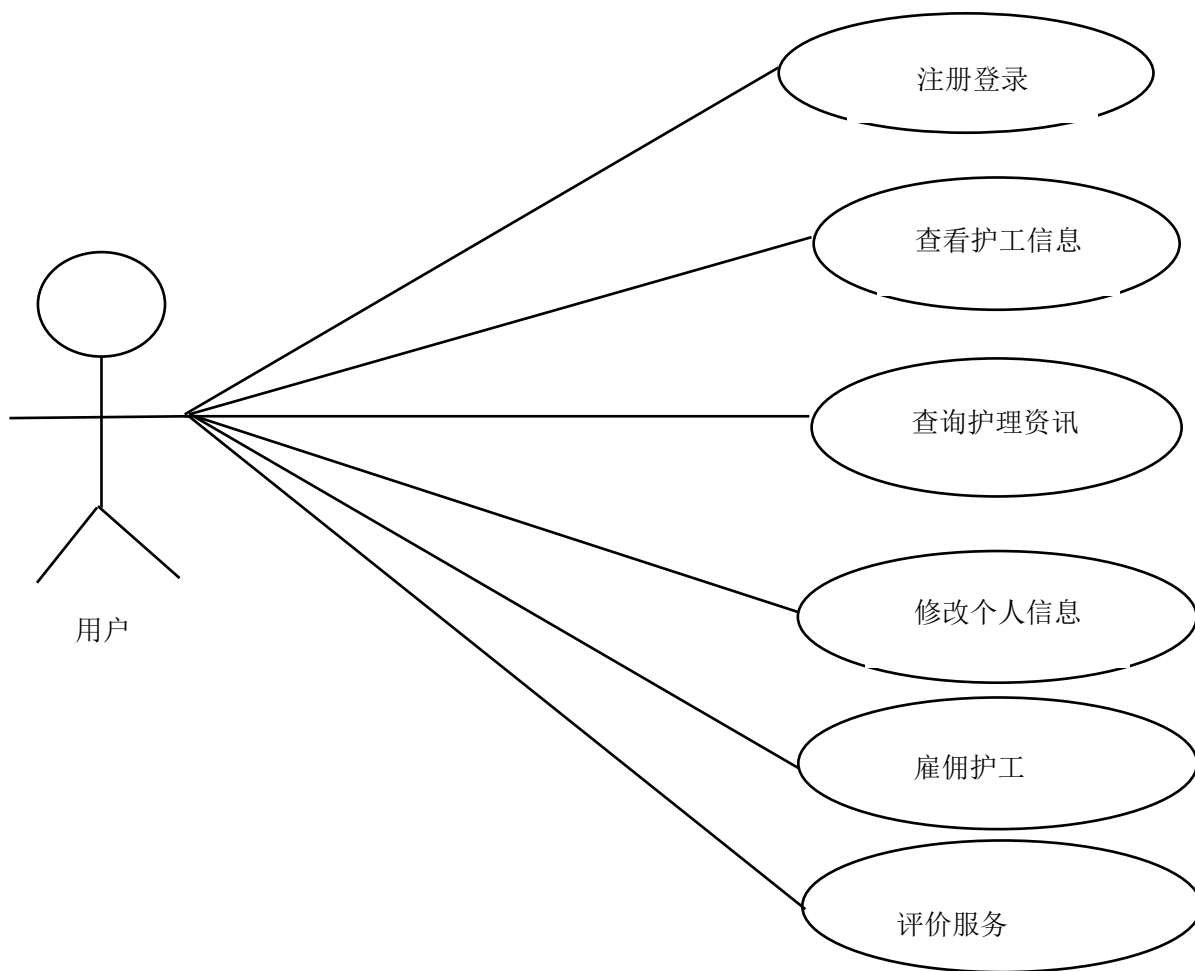 注册登录
查看护工信息
查询护理资讯
修改个人信息
用户
雇佣护工
评价服务